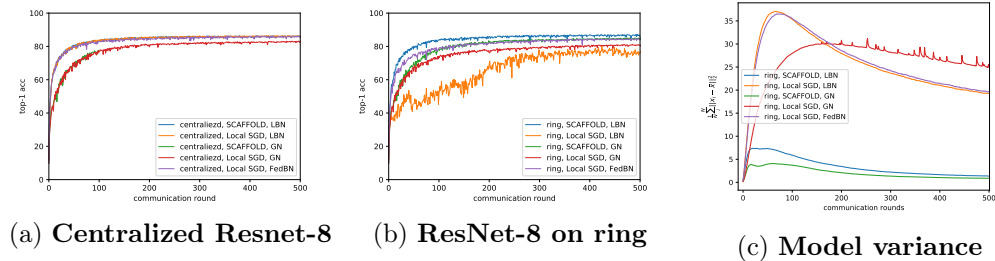 top-1 acc
100
80
60
40
20
0
0
100
200
300
400
500
communication round
centraliezd, SCAFFOLD, LBN
centraliezd, Local SGD, LBN
centraliezd, SCAFFOLD, GN
centraliezd, Local SGD, GN
centraliezd, Local SGD, FedBN
(a) Centralized Resnet-8
top-1 acc
100
80
60
40
20
0
0
100
200
300
400
500
communication round
ring, SCAFFOLD, LBN
ring, Local SGD, LBN
ring, SCAFFOLD, GN
ring, Local SGD, GN
ring, Local SGD, FedBN
(b) ResNet-8 on ring
35
30
25
20
15
10
5
0
0
100
200
300
400
500
communication rounds
ring, SCAFFOLD, LBN
ring, Local SGD, LBN
ring, SCAFFOLD, GN
ring, Local SGD, GN
ring, Local SGD, FedBN
(c) Model variance